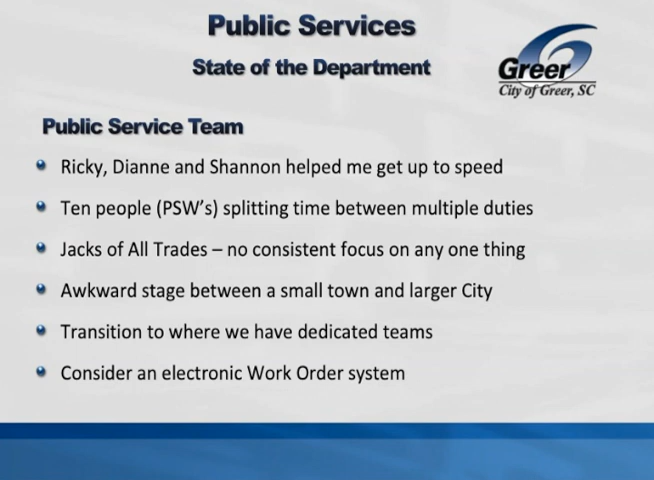 Public Services
State of the Department
Greer
City of Greer, SC
Public Service Team
Ricky, Dianne and Shannon helped me get up to speed
Ten people (PSW’s) splitting time between multiple duties
Jacks of All Trades – no consistent focus on any one thing
Awkward stage between a small town and larger City
Transition to where we have dedicated teams
Consider an electronic Work Order system